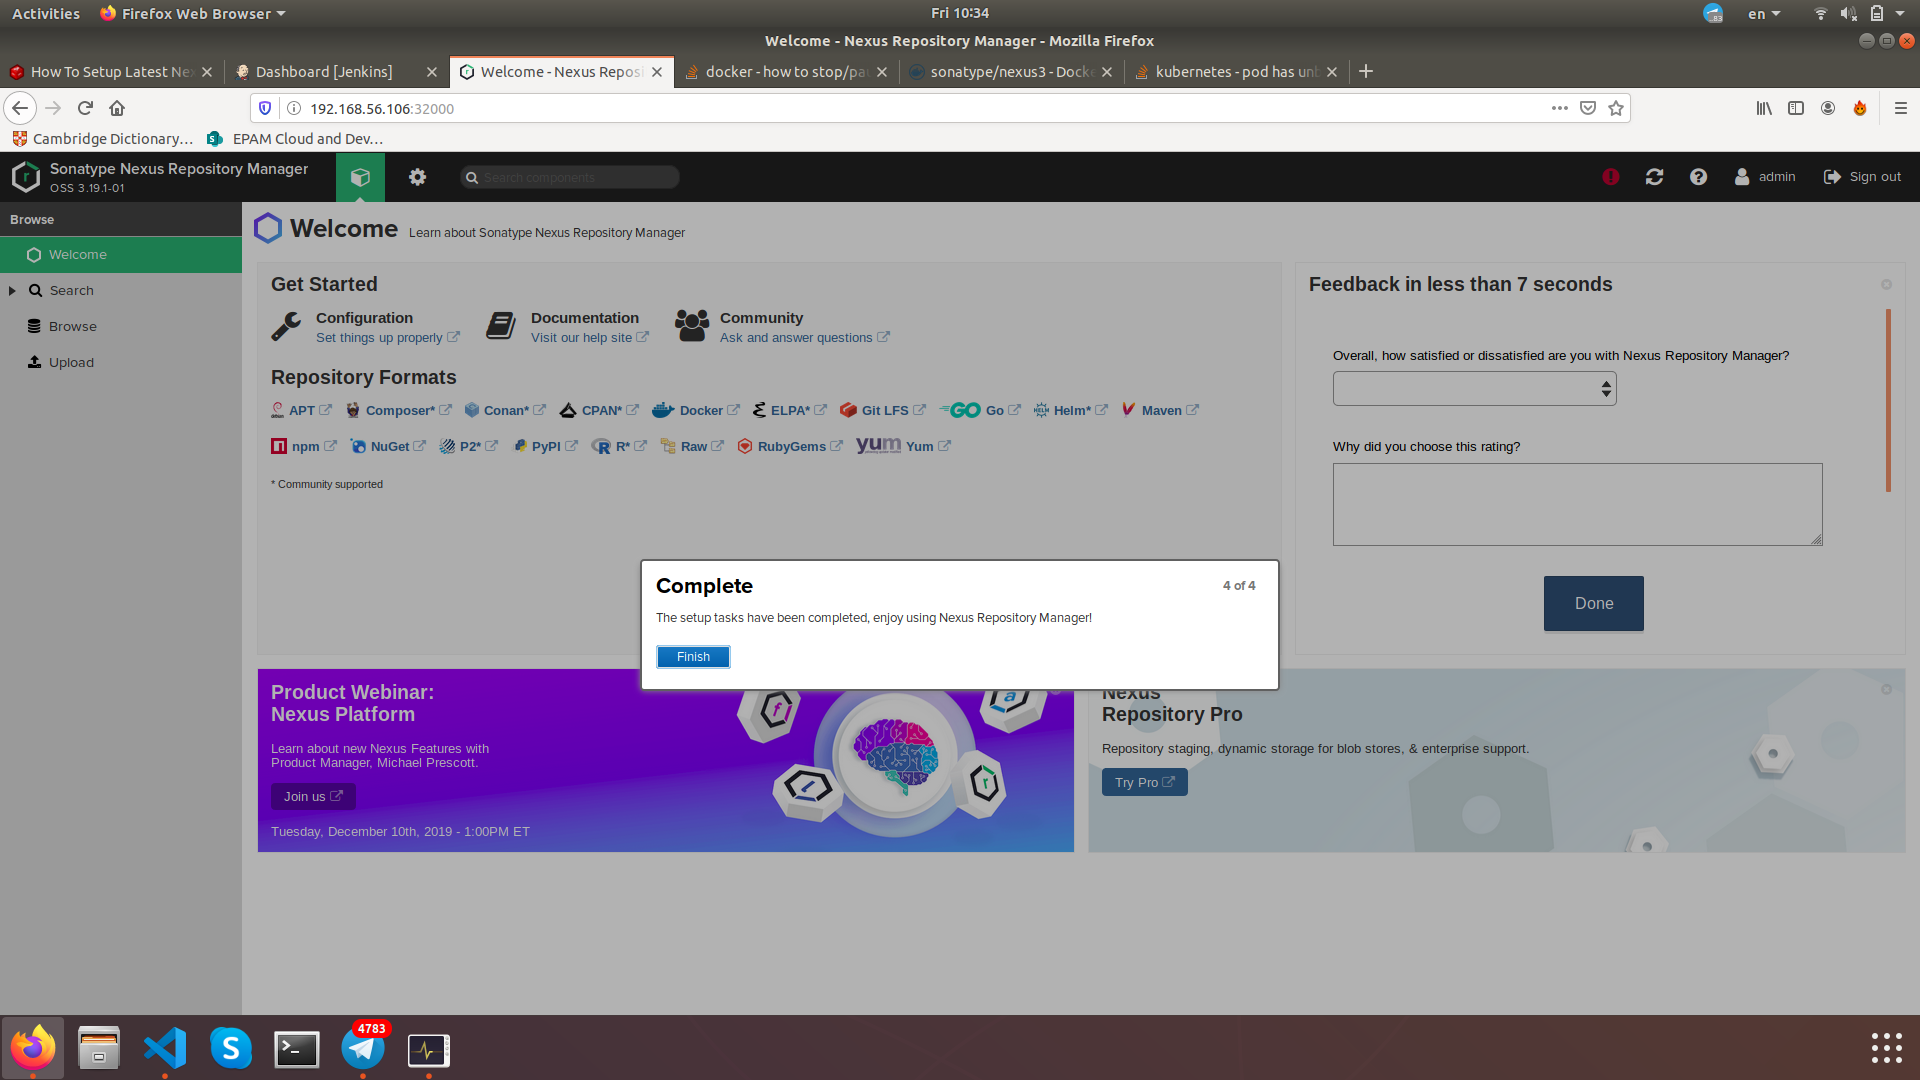 Activities
Firefox Web Browser
Fri 10:34
83
en
Welcome - Nexus Repository Manager - Mozilla Firefox
How To Setup Latest Nex
Dashboard [Jenkins]
Welcome - Nexus Reposi
docker - how to stop/pau
sonatype/nexus3 - Docke
kubernetes - pod has unb
192.168.56.106:32000
Cambridge Dictionary…
EPAM Cloud and Dev…
Sonatype Nexus Repository Manager
OSS 3.19.1-01
Search components
admin
Sign out
Browse
Welcome
Search
Browse
Upload
Welcome
Learn about Sonatype Nexus Repository Manager
Get Started
Configuration
Set things up properly
Documentation
Visit our help site
Community
Ask and answer questions
Repository Formats
APT
Composer*
Conan*
CPAN*
Docker
ELPA*
Git LFS
GO
Go
HELM
Helm*
Maven
npm
NuGet
P2*
PyPI
R*
Raw
RubyGems
yum
Yum
* Community supported
Feedback in less than 7 seconds
Overall, how satisfied or dissatisfied are you with Nexus Repository Manager?
Why did you choose this rating?
Done
Complete
4 of 4
The setup tasks have been completed, enjoy using Nexus Repository Manager!
Finish
Product Webinar:
Nexus Platform
Learn about new Nexus Features with
Product Manager, Michael Prescott.
Join us
Tuesday, December 10th, 2019 - 1:00PM ET
Nexus
Repository Pro
Repository staging, dynamic storage for blob stores, & enterprise support.
Try Pro
4783